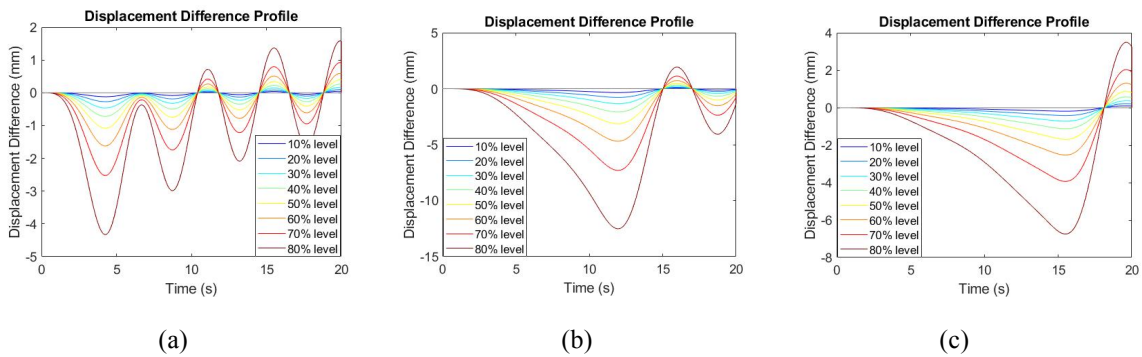 Displacement Difference Profile
2
1
0
-1
-2
-3
-4
-5
Displacement Difference (mm)
10% level
20% level
30% level
40% level
50% level
60% level
70% level
80% level
0 5 10 15 20
Time (s)
(a)
Displacement Difference Profile
5
0
-5
-10
-15
Displacement Difference (mm)
10% level
20% level
30% level
40% level
50% level
60% level
70% level
80% level
0 5 10 15 20
Time (s)
(b)
Displacement Difference Profile
4
2
0
-2
-4
-6
-8
Displacement Difference (mm)
10% level
20% level
30% level
40% level
50% level
60% level
70% level
80% level
0 5 10 15 20
Time (s)
(c)